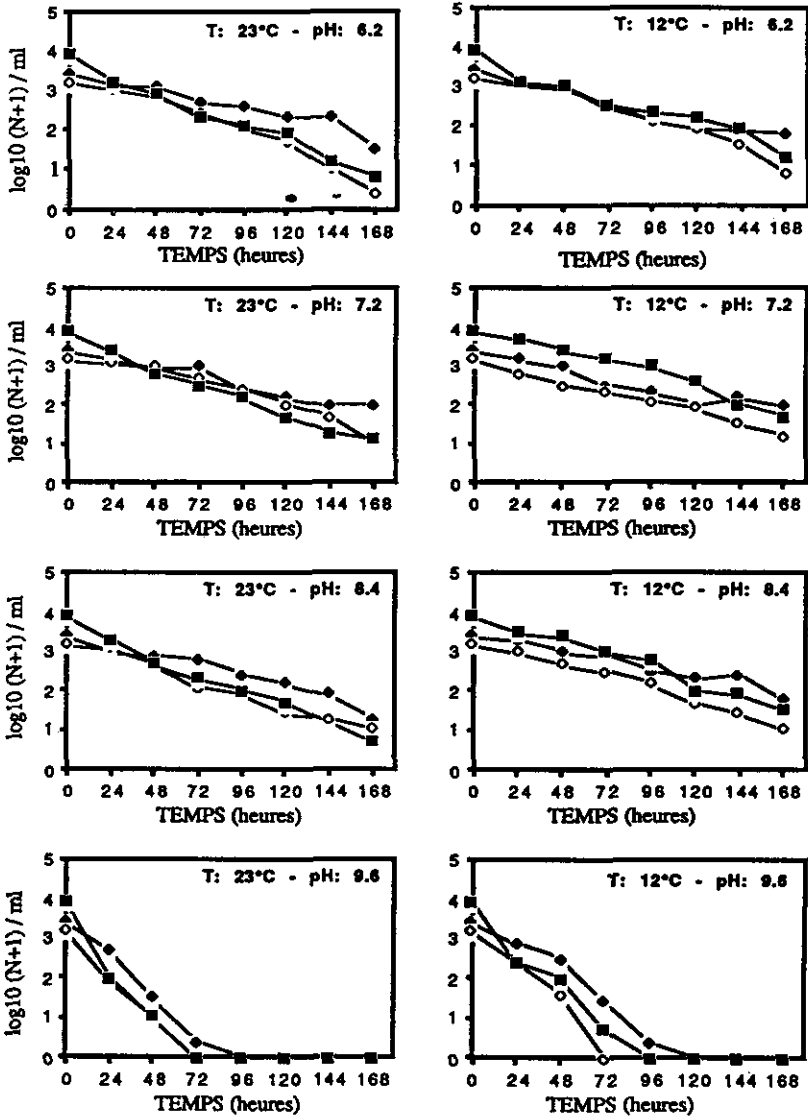 T: 23°C - pH: 6.2
log10 (N+1) / ml
5
4
3
2
1
0
0 24 48 72 96 120 144 168
TEMPS (heures)
T: 12°C - pH: 6.2
5
4
3
2
1
0
0 24 48 72 96 120 144 168
TEMPS (heures)
T: 23°C - pH: 7.2
log10 (N+1) / ml
5
4
3
2
1
0
0 24 48 72 96 120 144 168
TEMPS (heures)
T: 12°C - pH: 7.2
5
4
3
2
1
0
0 24 48 72 96 120 144 168
TEMPS (heures)
T: 23°C - pH: 8.4
log10 (N+1) / ml
5
4
3
2
1
0
0 24 48 72 96 120 144 168
TEMPS (heures)
T: 12°C - pH: 8.4
5
4
3
2
1
0
0 24 48 72 96 120 144 168
TEMPS (heures)
T: 23°C - pH: 9.6
log10 (N+1) / ml
5
4
3
2
1
0
0 24 48 72 96 120 144 168
TEMPS (heures)
T: 12°C - pH: 9.6
5
4
3
2
1
0
0 24 48 72 96 120 144 168
TEMPS (heures)